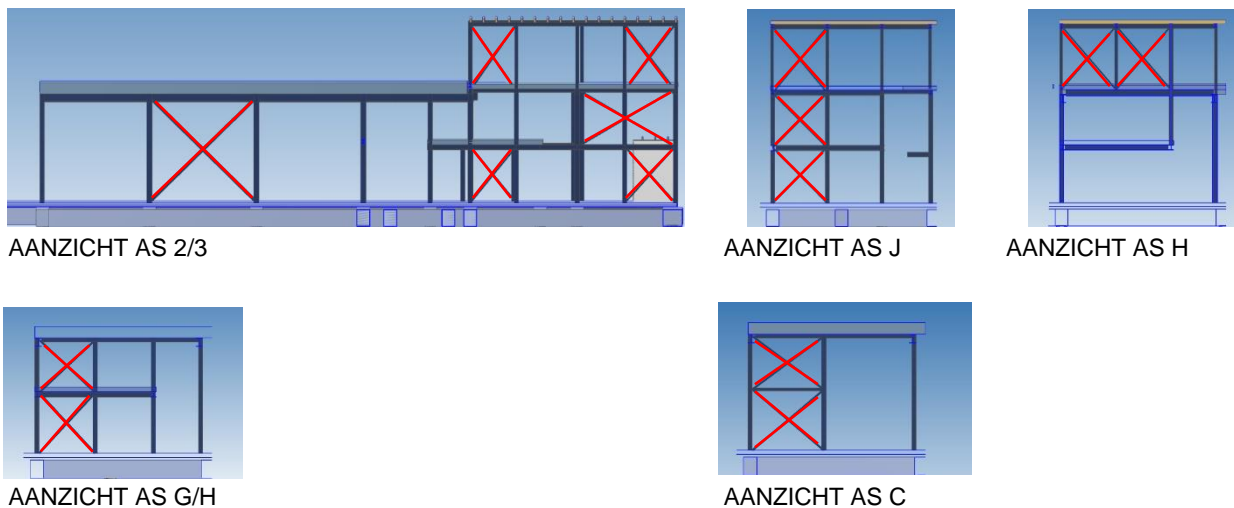 AANZICHT AS 2/3
AANZICHT AS J
AANZICHT AS H
AANZICHT AS G/H
AANZICHT AS C